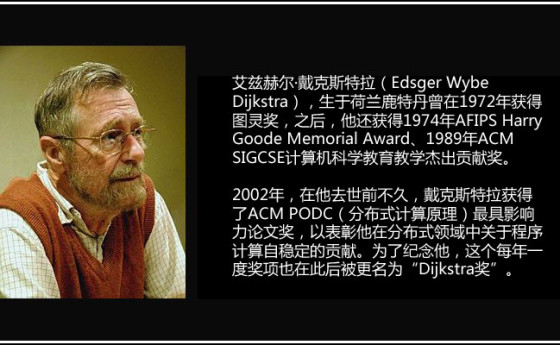 艾兹赫尔·戴克斯特拉（Edsger Wybe
Dijkstra），生于荷兰鹿特丹曾在1972年获得
图灵奖，之后，他还获得1974年AFIPS Harry
Goode Memorial Award、1989年ACM
SIGCSE计算机科学教育教学杰出贡献奖。
2002年，在他去世前不久，戴克斯特拉获得
了ACM PODC（分布式计算原理）最具影响
力论文奖，以表彰他在分布式领域中关于程序
计算自稳定的贡献。为了纪念他，这个每年一
度奖项也在此后被更名为“Dijkstra奖”。